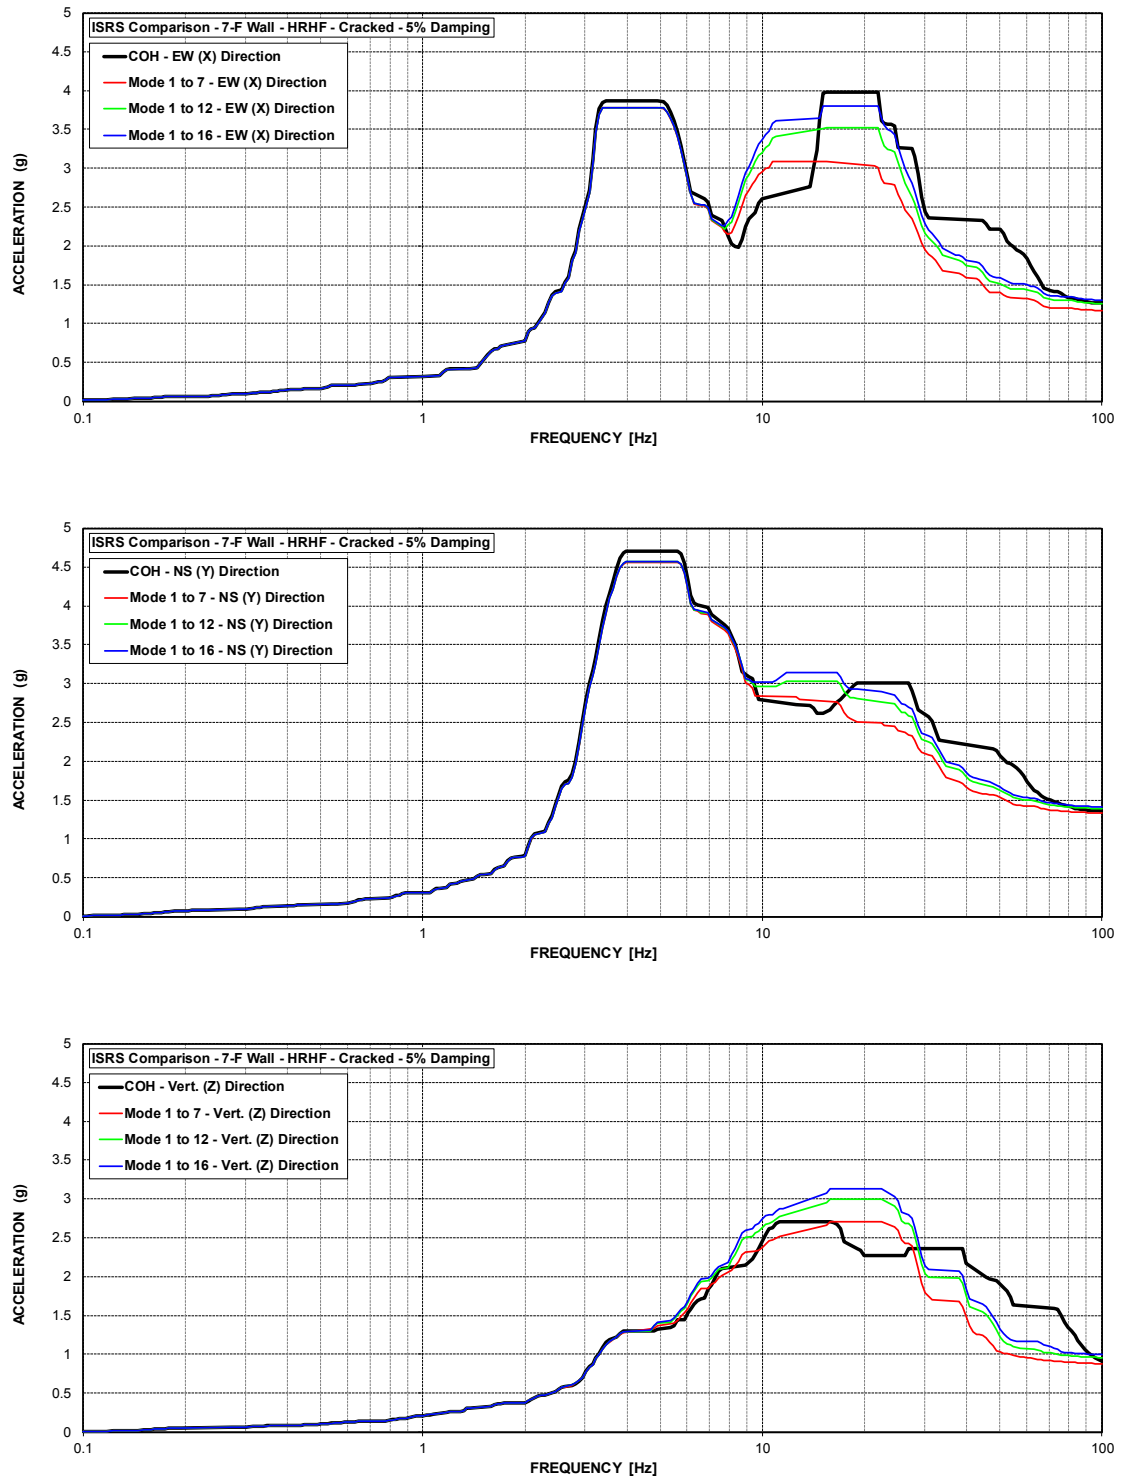 ISRS Comparison - 7-F Wall - HRHF - Cracked - 5% Damping
COH - EW (X) Direction
Mode 1 to 7 - EW (X) Direction
Mode 1 to 12 - EW (X) Direction
Mode 1 to 16 - EW (X) Direction
5
4.5
4
3.5
3
2.5
2
1.5
1
0.5
0
ACCELERATION (g)
0.1
1
10
100
FREQUENCY [Hz]
ISRS Comparison - 7-F Wall - HRHF - Cracked - 5% Damping
COH - NS (Y) Direction
Mode 1 to 7 - NS (Y) Direction
Mode 1 to 12 - NS (Y) Direction
Mode 1 to 16 - NS (Y) Direction
5
4.5
4
3.5
3
2.5
2
1.5
1
0.5
0
ACCELERATION (g)
0.1
1
10
100
FREQUENCY [Hz]
ISRS Comparison - 7-F Wall - HRHF - Cracked - 5% Damping
COH - Vert. (Z) Direction
Mode 1 to 7 - Vert. (Z) Direction
Mode 1 to 12 - Vert. (Z) Direction
Mode 1 to 16 - Vert. (Z) Direction
5
4.5
4
3.5
3
2.5
2
1.5
1
0.5
0
ACCELERATION (g)
0.1
1
10
100
FREQUENCY [Hz]